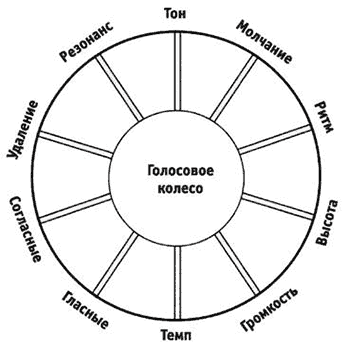 Тон
Молчание
Ритм
Высота
Громкость
Темп
Гласные
Согласные
Удаление
Резонанс
Голосовое
колесо